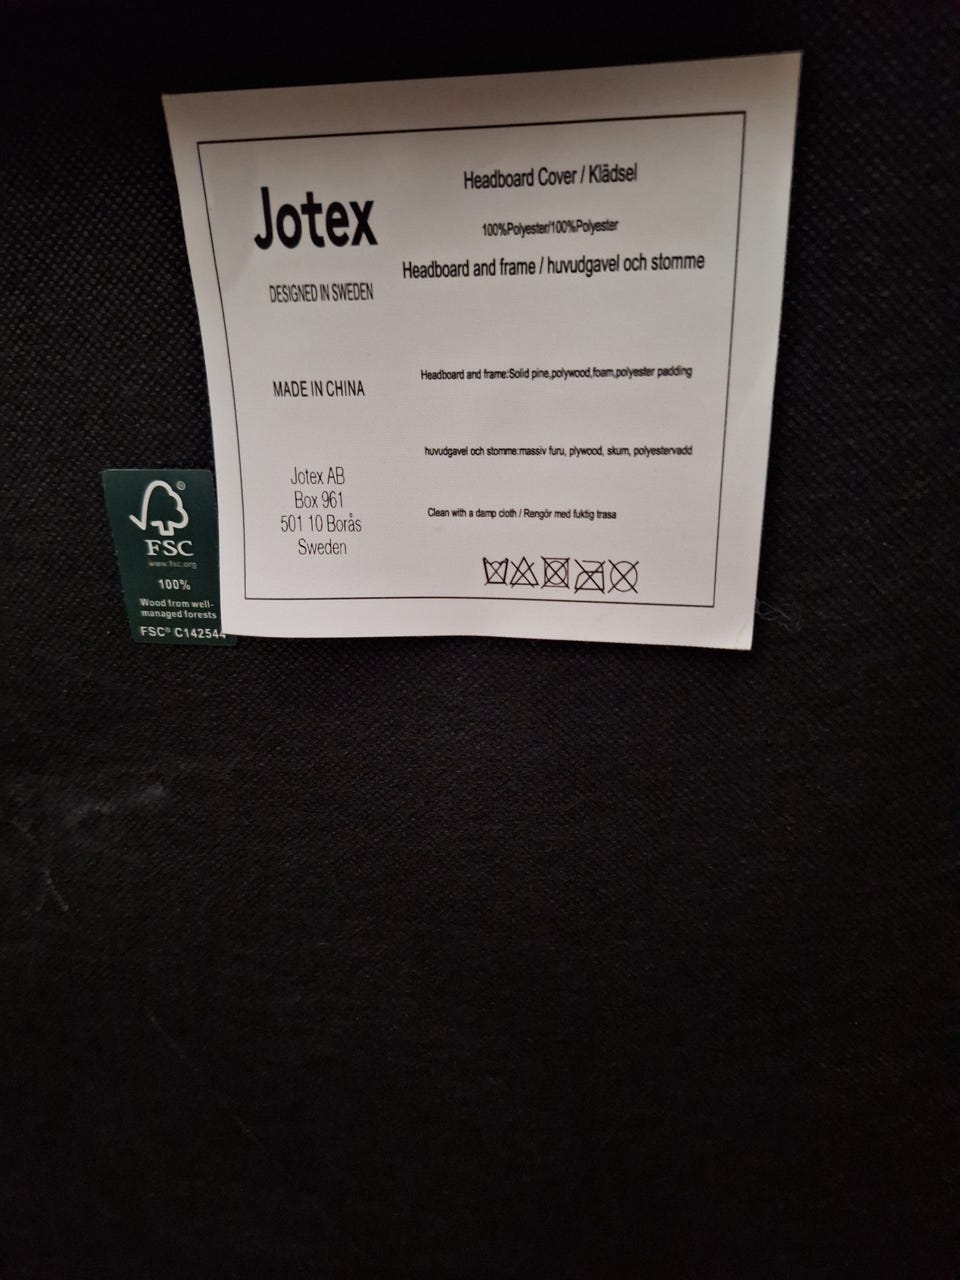 Jotex
DESIGNED IN SWEDEN
MADE IN CHINA
Jotex AB
Box 961
501 10 Borås
Sweden
Headboard Cover / Klädsel
100%Polyester/100%Polyester
Headboard and frame / huvudgavel och stomme
Headboard and frame:Solid pine,polywood,foam,polyester padding
huvudgavel och stomme:massiv furu, plywood, skum, polyestervadd
Clean with a damp cloth / Rengör med fuktig trasa
®
FSC
www.fsc.org
100%
Wood from well-
managed forests
FSC® C142544